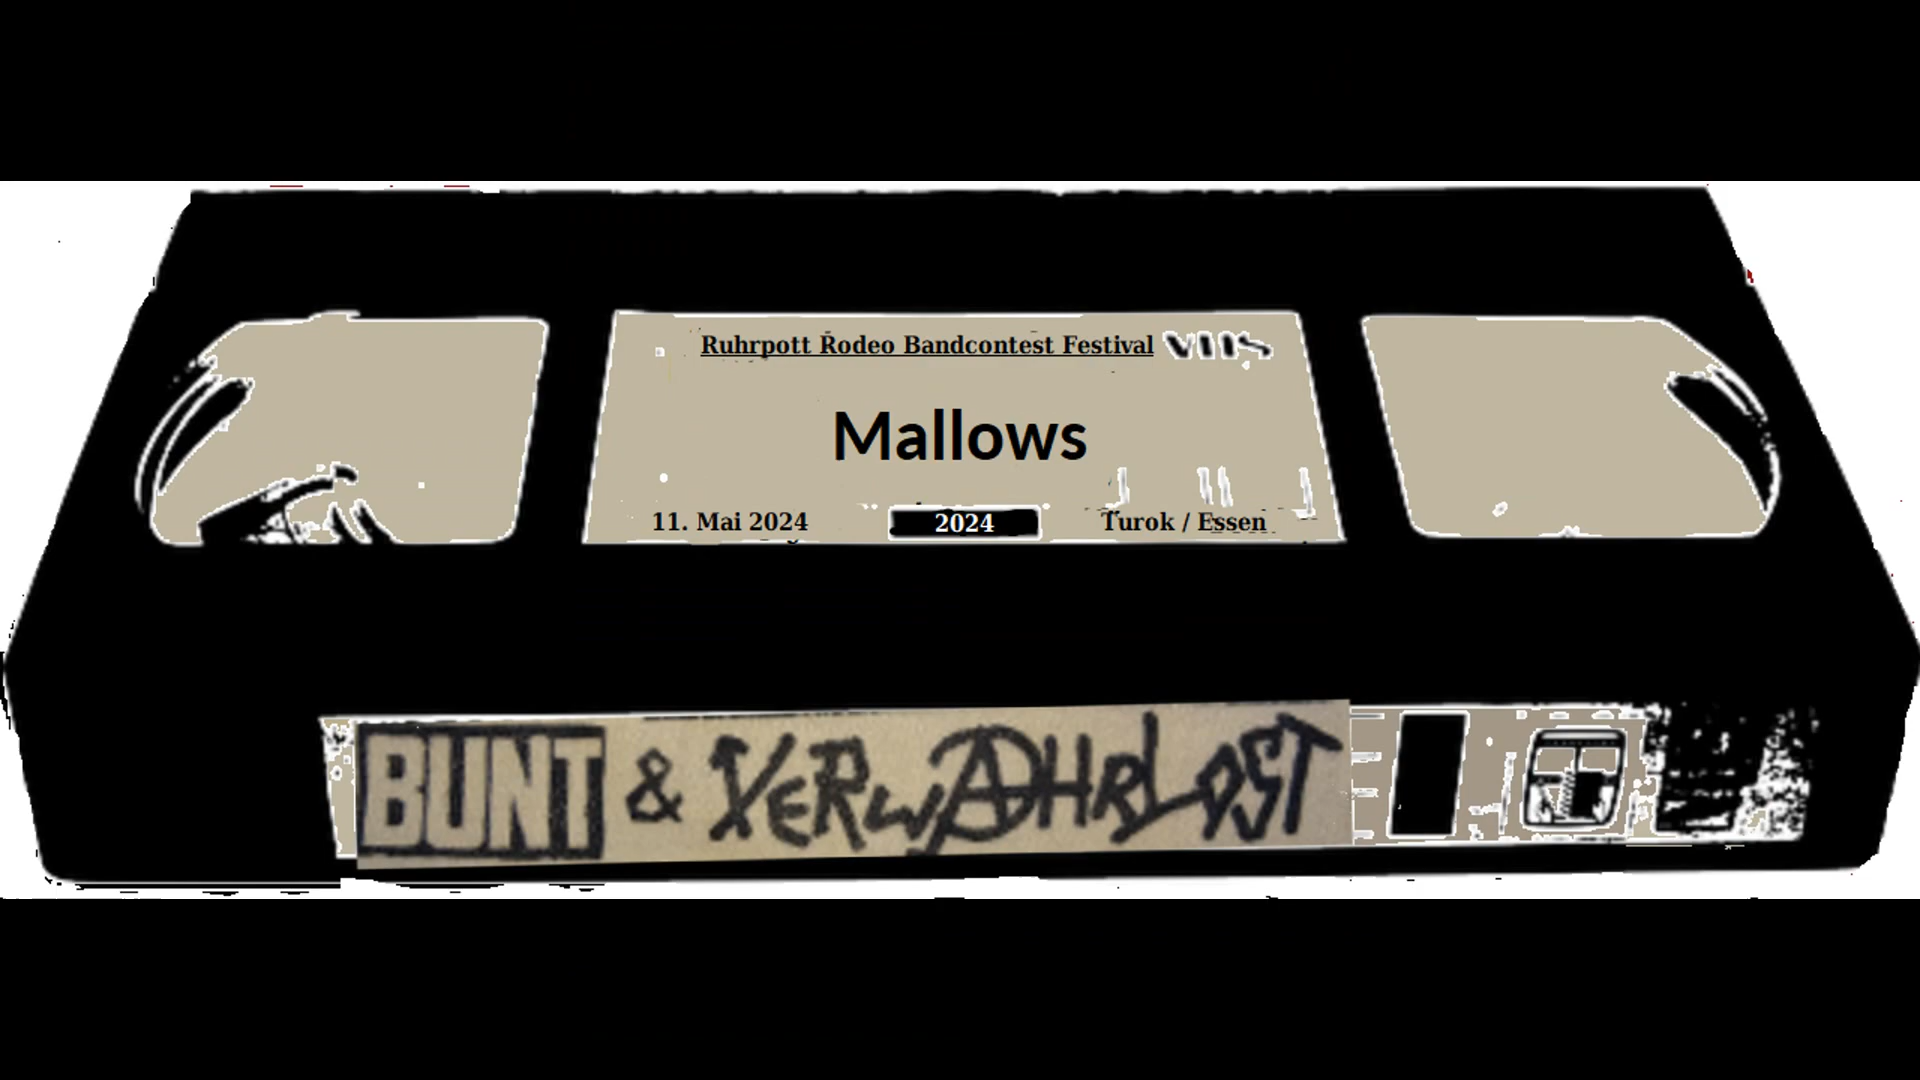 Ruhrpott Rodeo Bandcontest Festival VHS
Mallows
11. Mai 2024 2024 Turok / Essen
BUNT & VERWAHRLOST